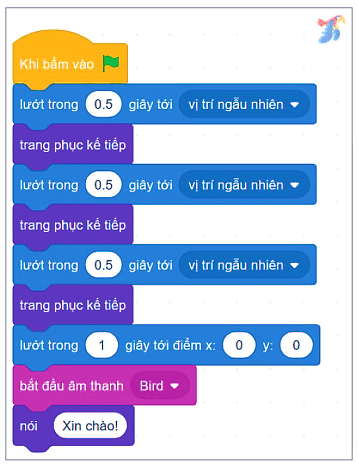 Khi bấm vào
lướt trong 0.5 giây tới vị trí ngẫu nhiên
trang phục kế tiếp
lướt trong 0.5 giây tới vị trí ngẫu nhiên
trang phục kế tiếp
lướt trong 0.5 giây tới vị trí ngẫu nhiên
trang phục kế tiếp
lướt trong 1 giây tới điểm x: 0 y: 0
bắt đầu âm thanh Bird
nói Xin chào!